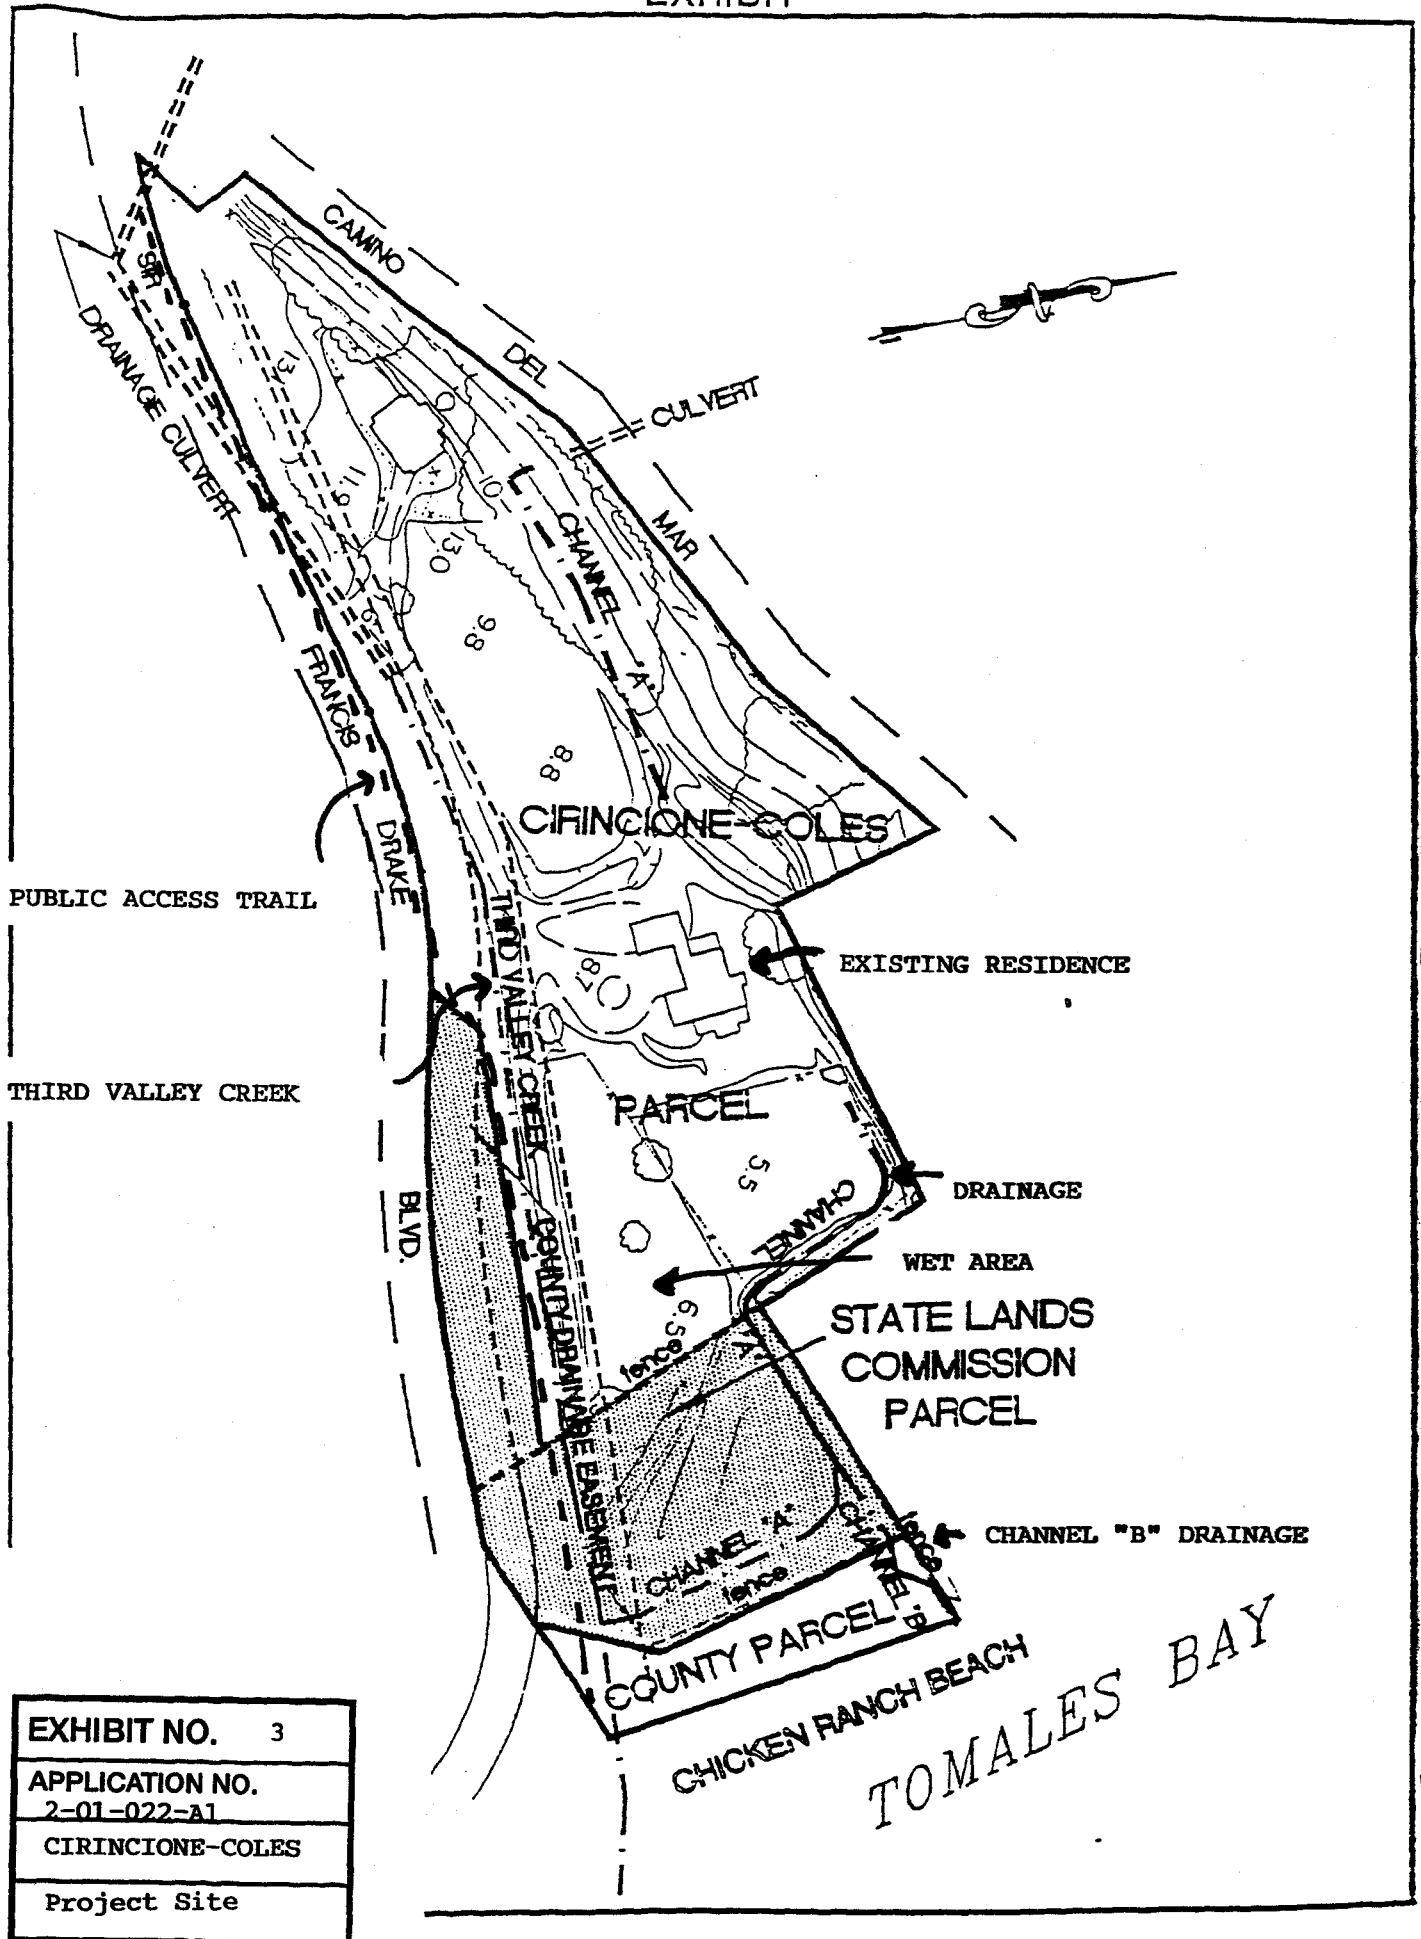 EXHIBIT
CAMINO
DEL
MAR
CULVERT
SIR
FRANCIS
DRAKE
BLVD.
DRAINAGE CULVERT
13
11.9
10
13.0
9.8
8.8
CHANNEL
"A"
CIRINCIONE-COLES
PARCEL
PUBLIC ACCESS TRAIL
THIRD VALLEY CREEK
THIRD VALLEY CREEK
EXISTING RESIDENCE
8.7
5.5
DRAINAGE
CHANNEL
"A"
WET AREA
6.5
fence
STATE LANDS
COMMISSION
PARCEL
COUNTY DRAINAGE EASEMENT
CHANNEL "A"
fence
CHANNEL "B"
fence
CHANNEL "B" DRAINAGE
COUNTY PARCEL
CHICKEN RANCH BEACH
TOMALES BAY
EXHIBIT NO. 3
APPLICATION NO.
2-01-022-A1
CIRINCIONE-COLES
Project Site